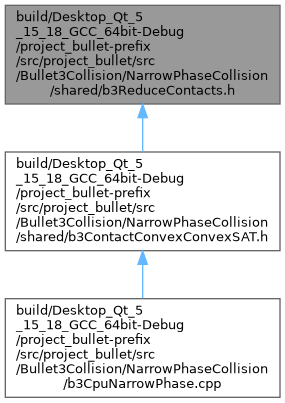 build/Desktop_Qt_5
_15_18_GCC_64bit-Debug
/project_bullet-prefix
/src/project_bullet/src
/Bullet3Collision/NarrowPhaseCollision
/shared/b3ReduceContacts.h
build/Desktop_Qt_5
_15_18_GCC_64bit-Debug
/project_bullet-prefix
/src/project_bullet/src
/Bullet3Collision/NarrowPhaseCollision
/shared/b3ContactConvexConvexSAT.h
build/Desktop_Qt_5
_15_18_GCC_64bit-Debug
/project_bullet-prefix
/src/project_bullet/src
/Bullet3Collision/NarrowPhaseCollision
/b3CpuNarrowPhase.cpp